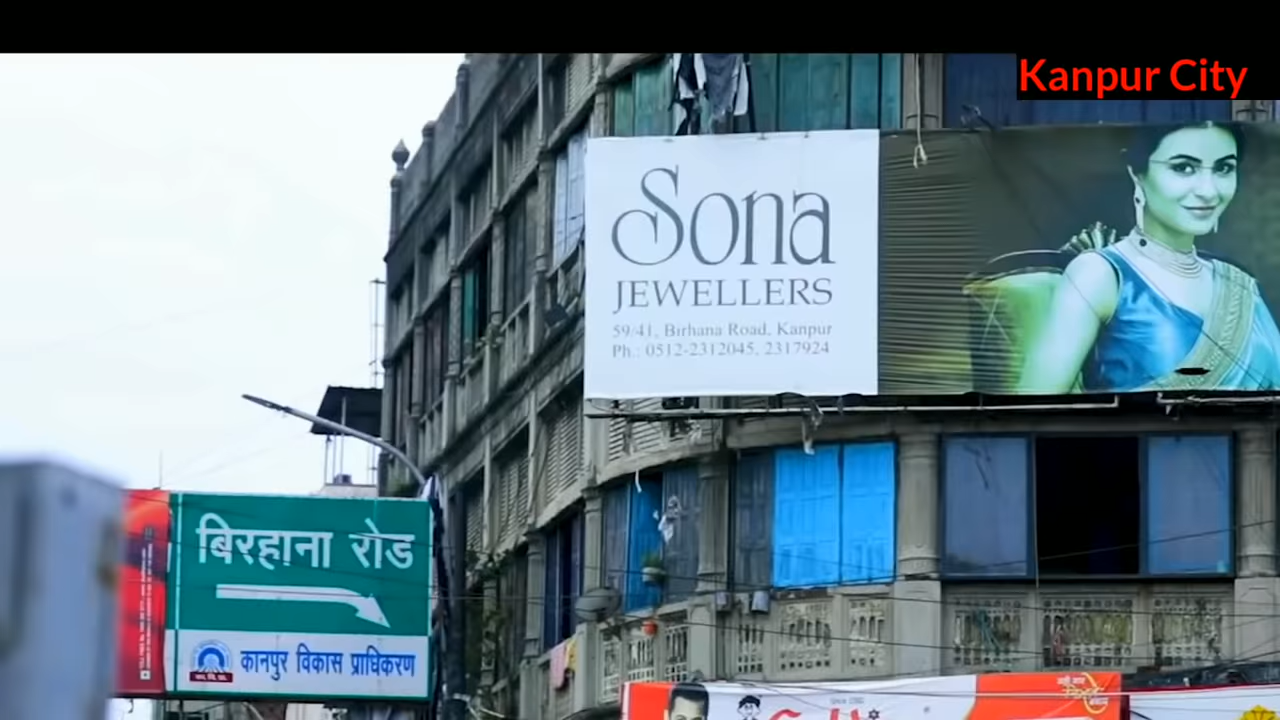 Kanpur City
Sona
JEWELLERS
59/41, Birhana Road, Kanpur
Ph.: 0512-2312045, 2317924
बिरहाना रोड
कानपुर विकास प्राधिकरण